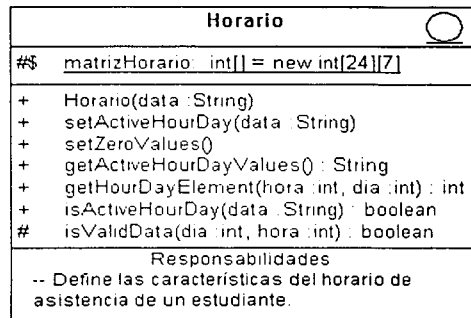 Horario
#$ matrizHorario: int[] = new int[24][7]
+ Horario(data :String)
+ setActiveHourDay(data :String)
+ setZeroValues()
+ getActiveHourDayValues() : String
+ getHourDayElement(hora :int, dia :int) : int
+ isActiveHourDay(data :String) : boolean
# isValidData(dia :int, hora :int) : boolean
Responsabilidades
-- Define las características del horario de
asistencia de un estudiante.